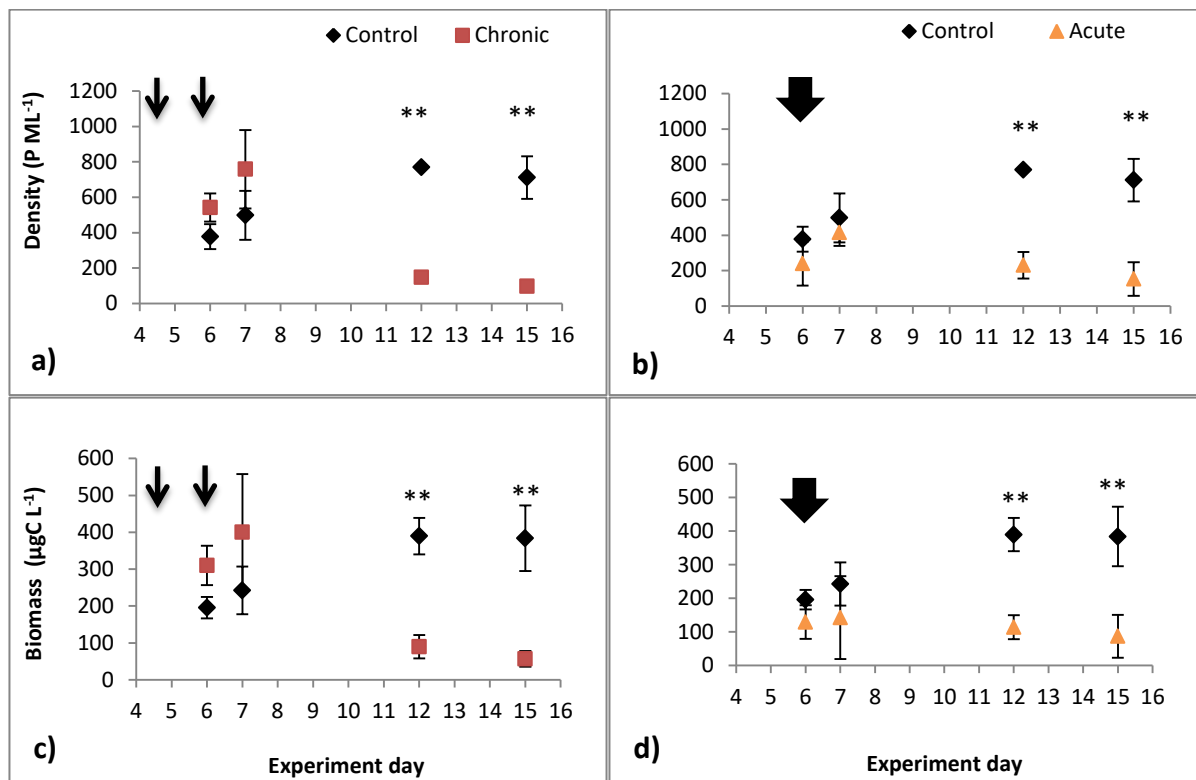 Control Chronic
Density (P ML-1)
1200
1000
800
600
400
200
0
** **
4 5 6 7 8 9 10 11 12 13 14 15 16
a)
Control Acute
1200
1000
800
600
400
200
0
** **
4 5 6 7 8 9 10 11 12 13 14 15 16
b)
Biomass (µgC L-1)
600
500
400
300
200
100
0
** **
4 5 6 7 8 9 10 11 12 13 14 15 16
c)
Experiment day
600
500
400
300
200
100
0
** **
4 5 6 7 8 9 10 11 12 13 14 15 16
d)
Experiment day